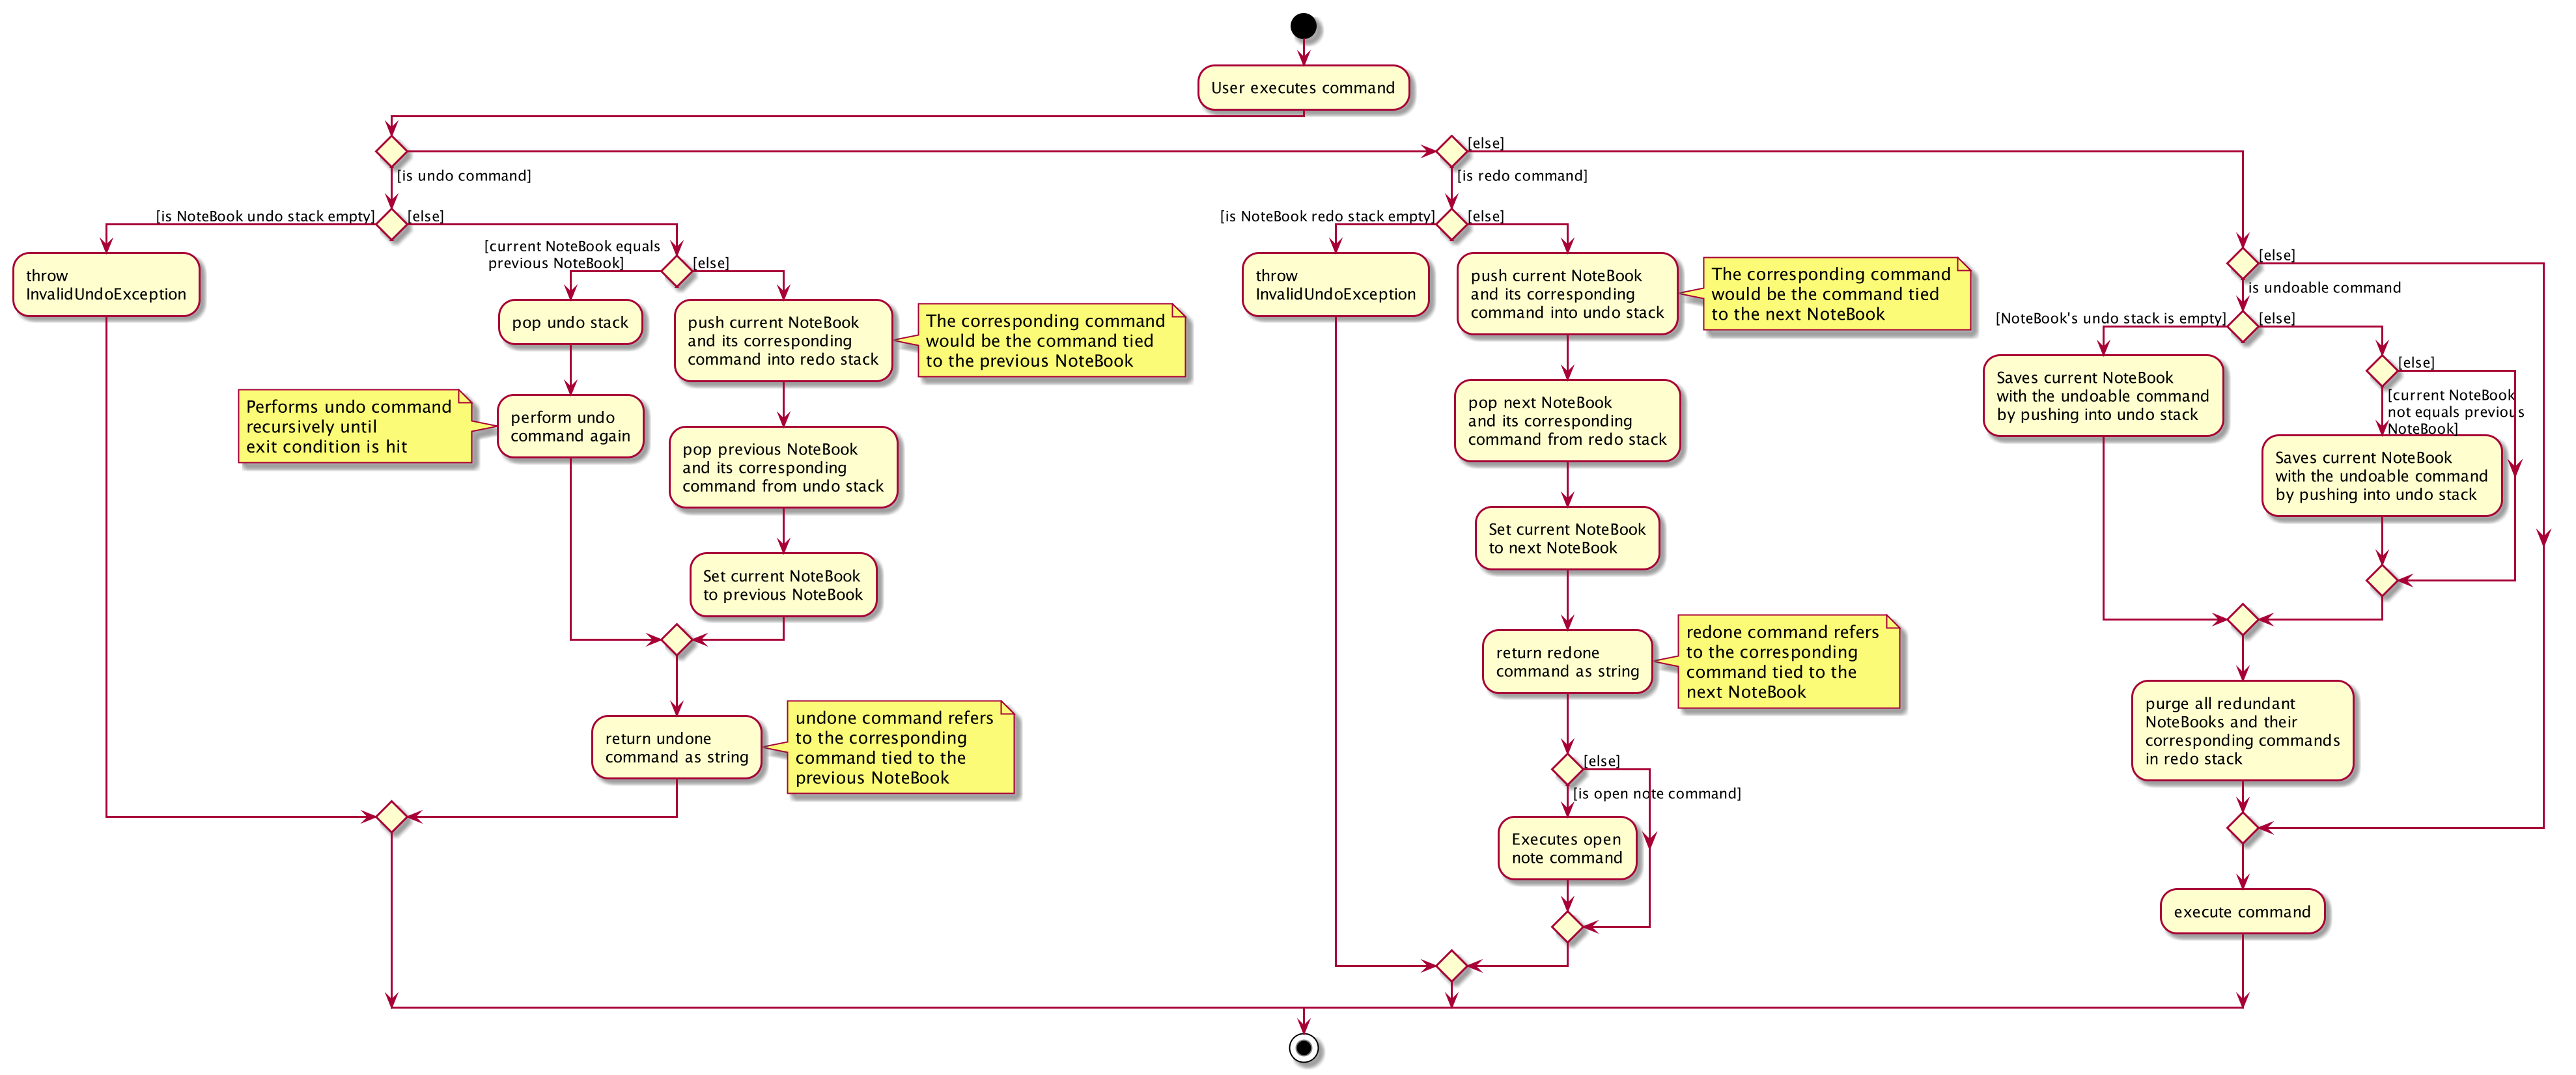 User executes command
[is undo command]
[is NoteBook undo stack empty]
[else]
throw
InvalidUndoException
[current NoteBook equals
previous NoteBook]
[else]
pop undo stack
Performs undo command
recursively until
exit condition is hit
perform undo
command again
push current NoteBook
and its corresponding
command into redo stack
The corresponding command
would be the command tied
to the previous NoteBook
pop previous NoteBook
and its corresponding
command from undo stack
Set current NoteBook
to previous NoteBook
return undone
command as string
undone command refers
to the corresponding
command tied to the
previous NoteBook
[else]
[is redo command]
[is NoteBook redo stack empty]
[else]
throw
InvalidUndoException
push current NoteBook
and its corresponding
command into undo stack
The corresponding command
would be the command tied
to the next NoteBook
pop next NoteBook
and its corresponding
command from redo stack
Set current NoteBook
to next NoteBook
return redone
command as string
redone command refers
to the corresponding
command tied to the
next NoteBook
[else]
[is open note command]
Executes open
note command
[else]
is undoable command
[NoteBook's undo stack is empty]
[else]
Saves current NoteBook
with the undoable command
by pushing into undo stack
[else]
[current NoteBook
not equals previous
NoteBook]
Saves current NoteBook
with the undoable command
by pushing into undo stack
purge all redundant
NoteBooks and their
corresponding commands
in redo stack
execute command